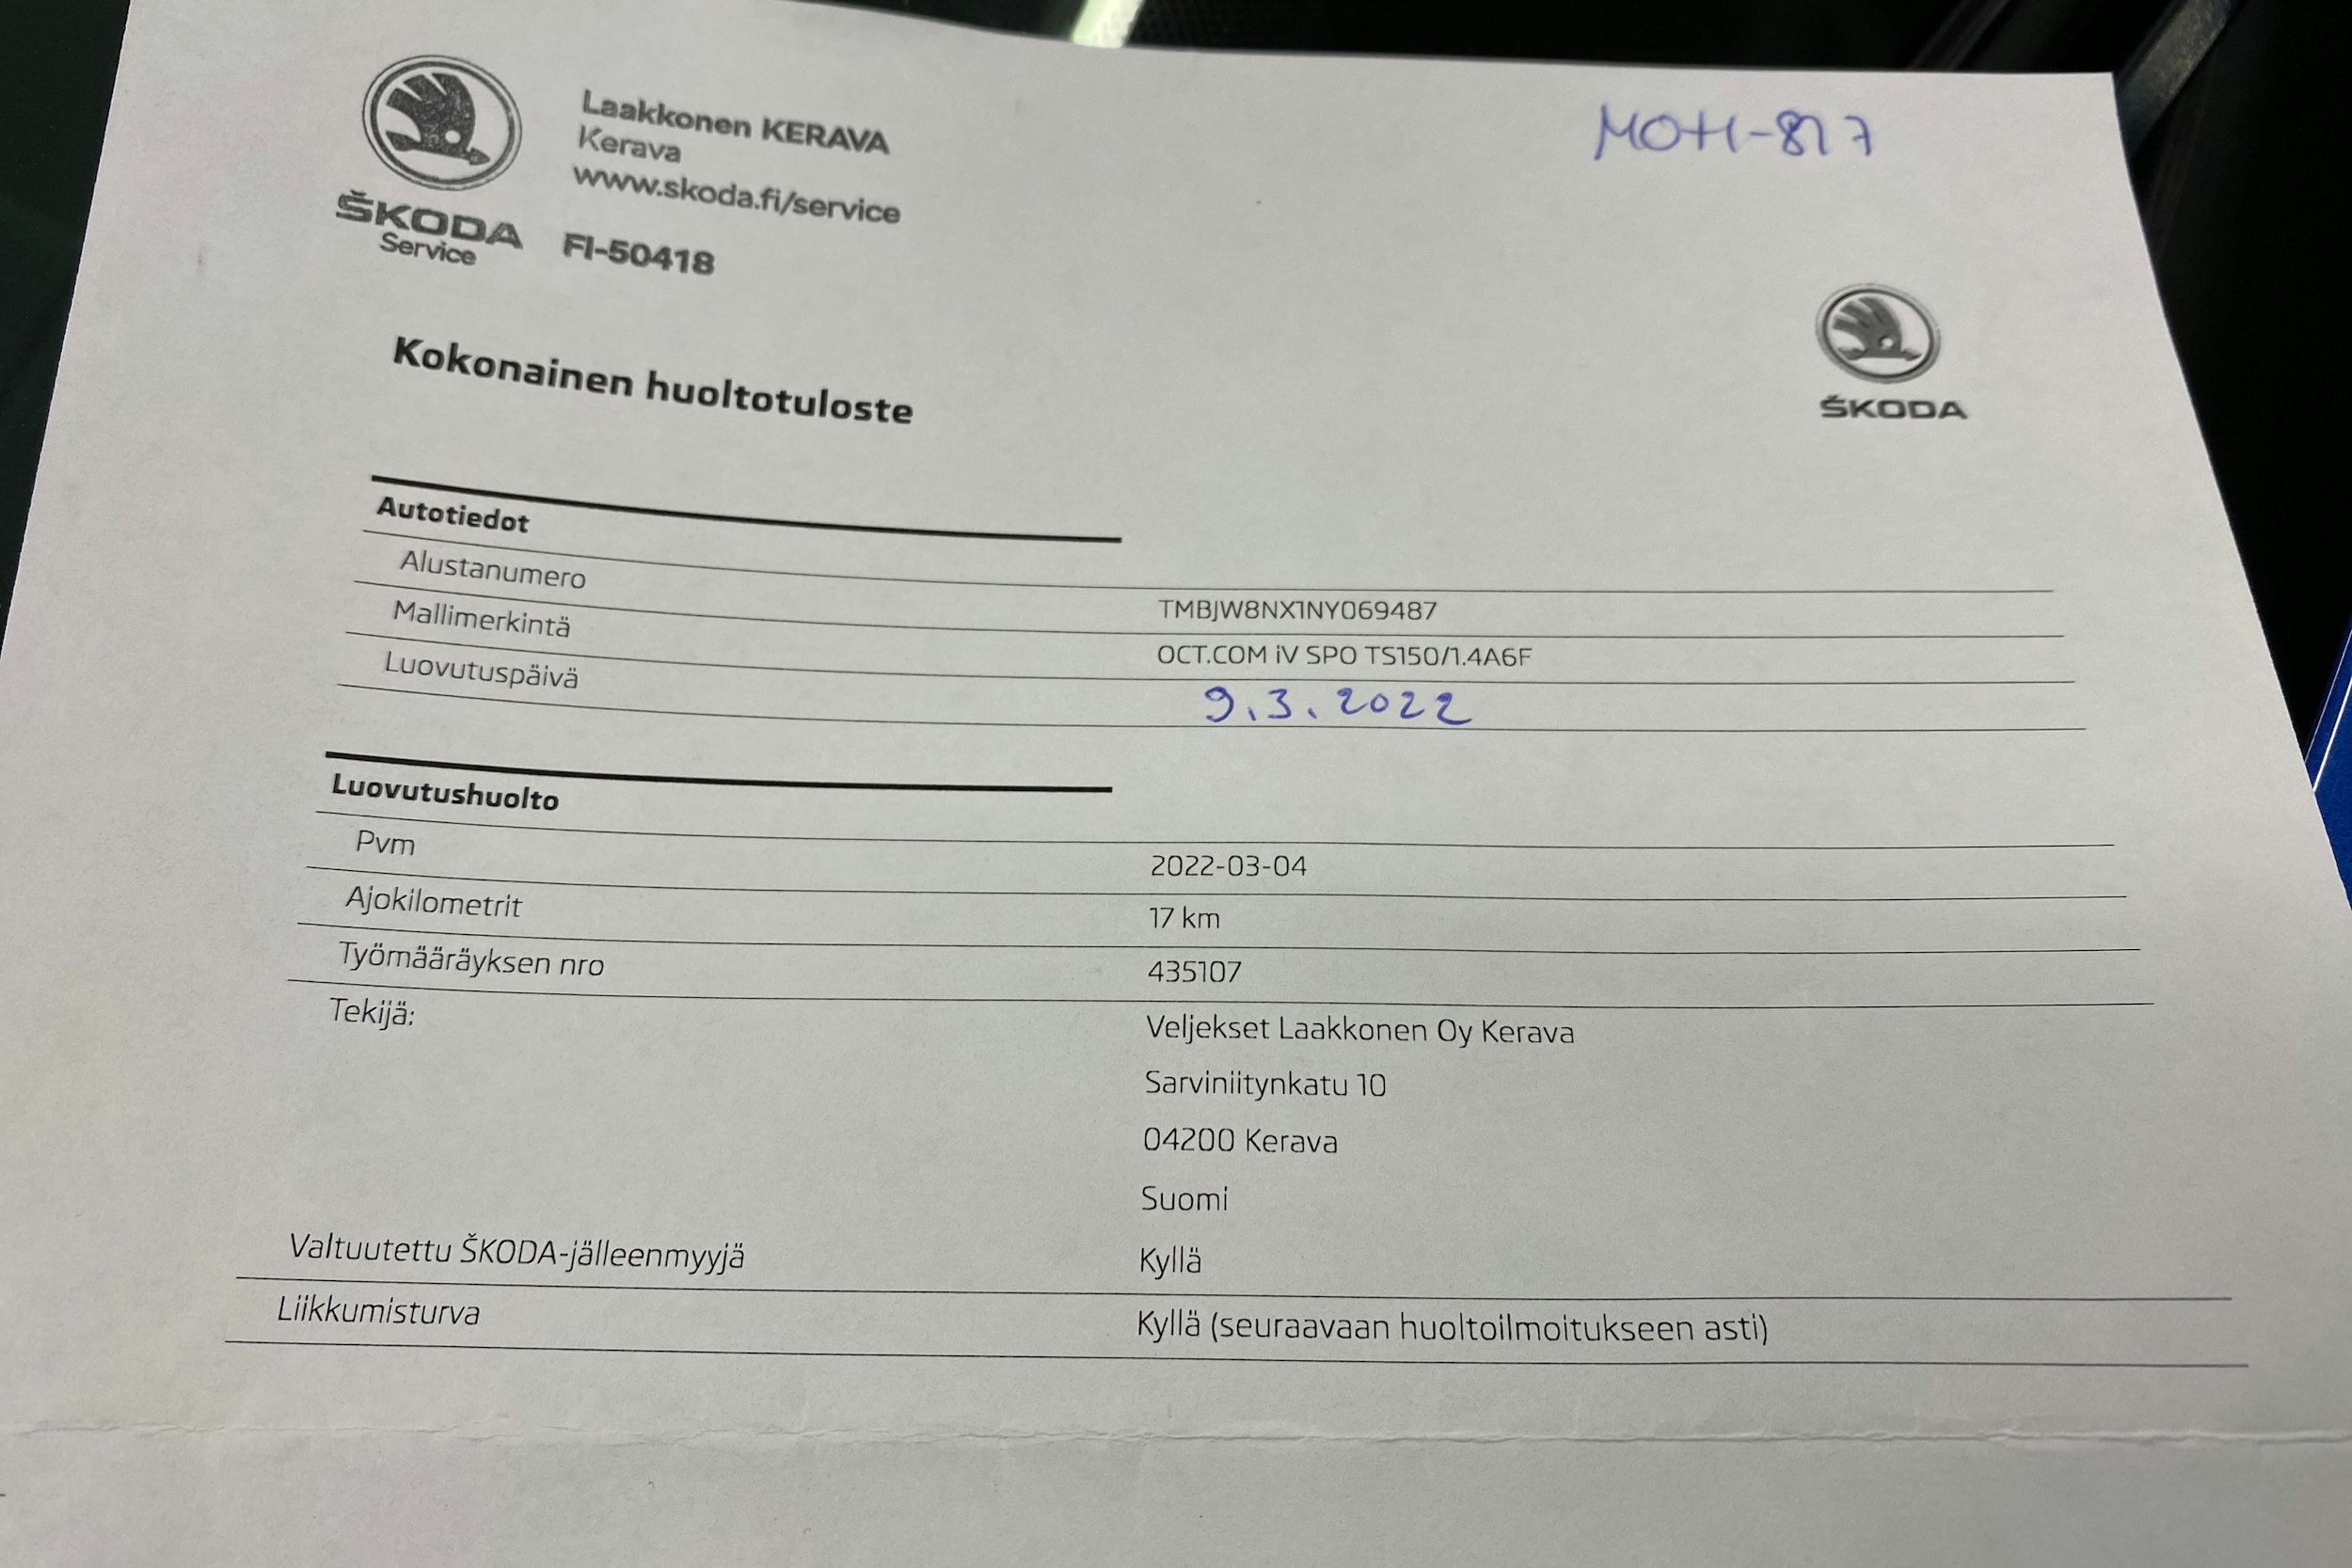 Laakkonen KERAVA
Kerava
www.skoda.fi/service
ŠKODA
Service
FI-50418
ŠKODA
Kokonainen huoltotuloste
Autotiedot
Alustanumero TMBJW8NX1NY069487
Mallimerkintä OCT.COM iV SPO TS150/1.4A6F
Luovutuspäivä 9.3.2022
Luovutushuolto
Pvm 2022-03-04
Ajokilometrit 17 km
Työmääräyksen nro 435107
Tekijä: Veljekset Laakkonen Oy Kerava
Sarviniitynkatu 10
04200 Kerava
Suomi
Valtuutettu ŠKODA-jälleenmyyjä Kyllä
Liikkumisturva Kyllä (seuraavaan huoltoilmoitukseen asti)